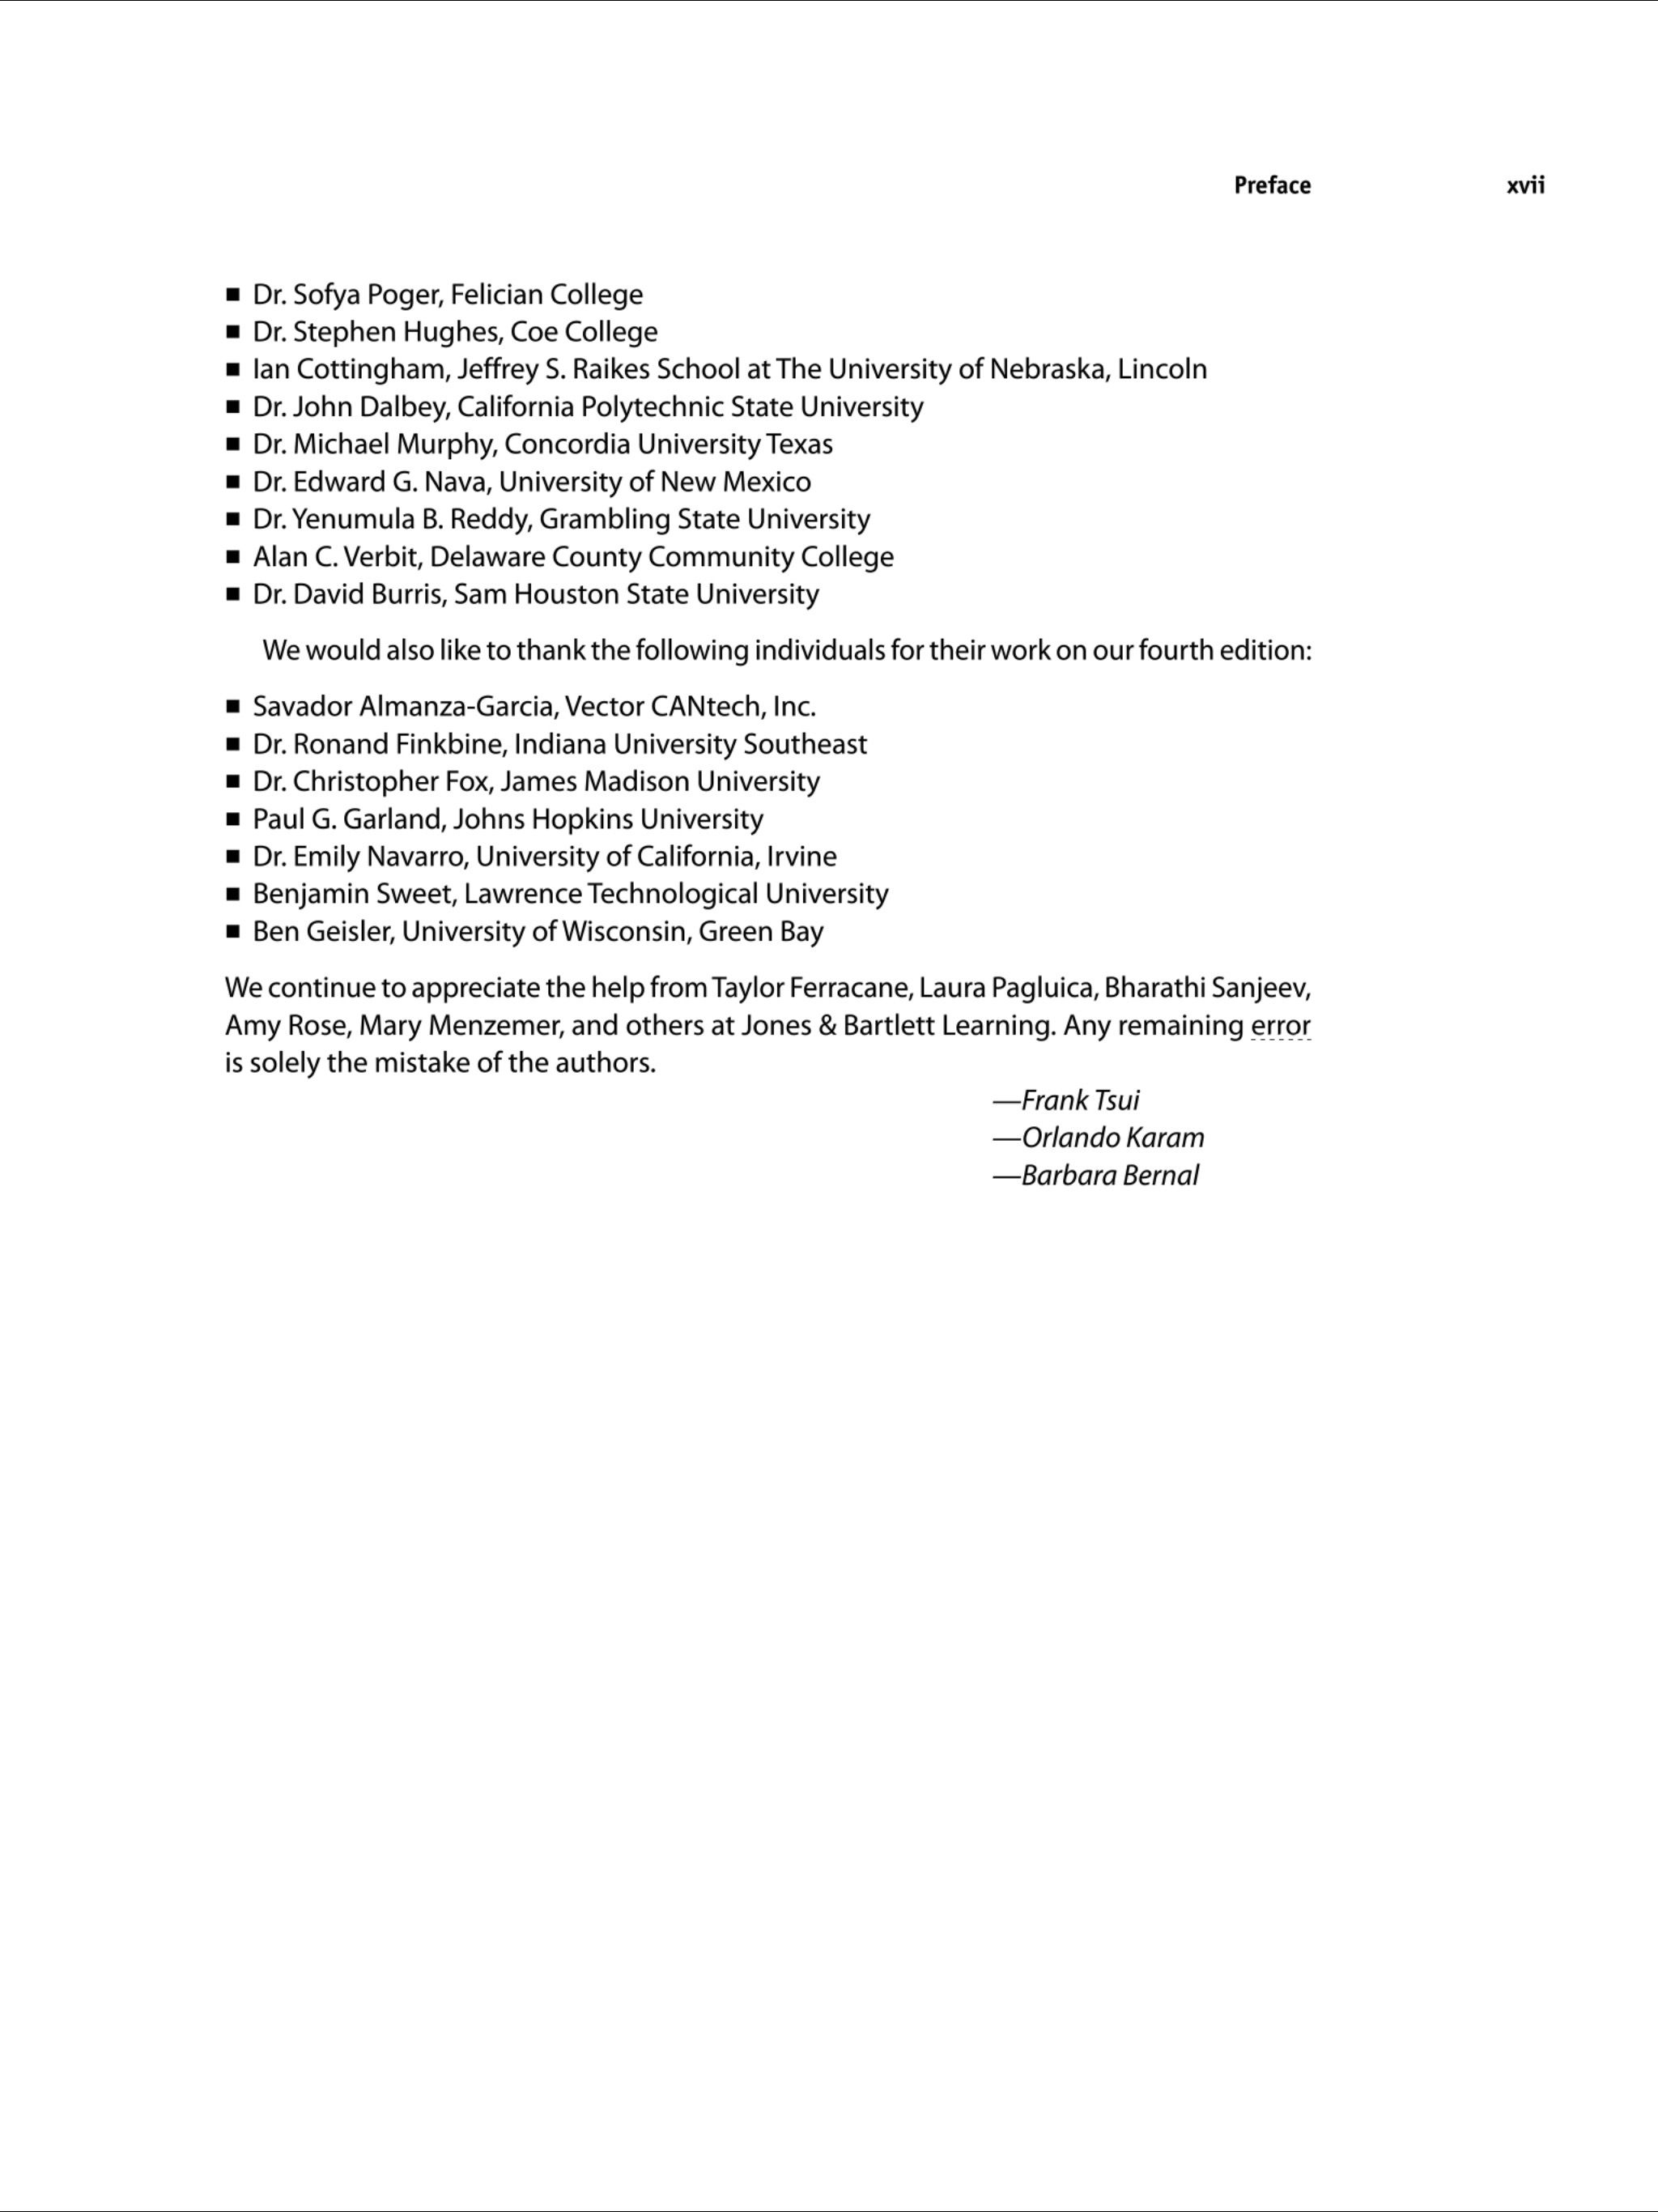 Preface xvii
■ Dr. Sofya Poger, Felician College
■ Dr. Stephen Hughes, Coe College
■ Ian Cottingham, Jeffrey S. Raikes School at The University of Nebraska, Lincoln
■ Dr. John Dalbey, California Polytechnic State University
■ Dr. Michael Murphy, Concordia University Texas
■ Dr. Edward G. Nava, University of New Mexico
■ Dr. Yenumula B. Reddy, Grambling State University
■ Alan C. Verbit, Delaware County Community College
■ Dr. David Burris, Sam Houston State University
We would also like to thank the following individuals for their work on our fourth edition:
■ Savador Almanza-Garcia, Vector CANtech, Inc.
■ Dr. Ronand Finkbine, Indiana University Southeast
■ Dr. Christopher Fox, James Madison University
■ Paul G. Garland, Johns Hopkins University
■ Dr. Emily Navarro, University of California, Irvine
■ Benjamin Sweet, Lawrence Technological University
■ Ben Geisler, University of Wisconsin, Green Bay
We continue to appreciate the help from Taylor Ferracane, Laura Pagluica, Bharathi Sanjeev,
Amy Rose, Mary Menzemer, and others at Jones & Bartlett Learning. Any remaining error
is solely the mistake of the authors.
—Frank Tsui
—Orlando Karam
—Barbara Bernal